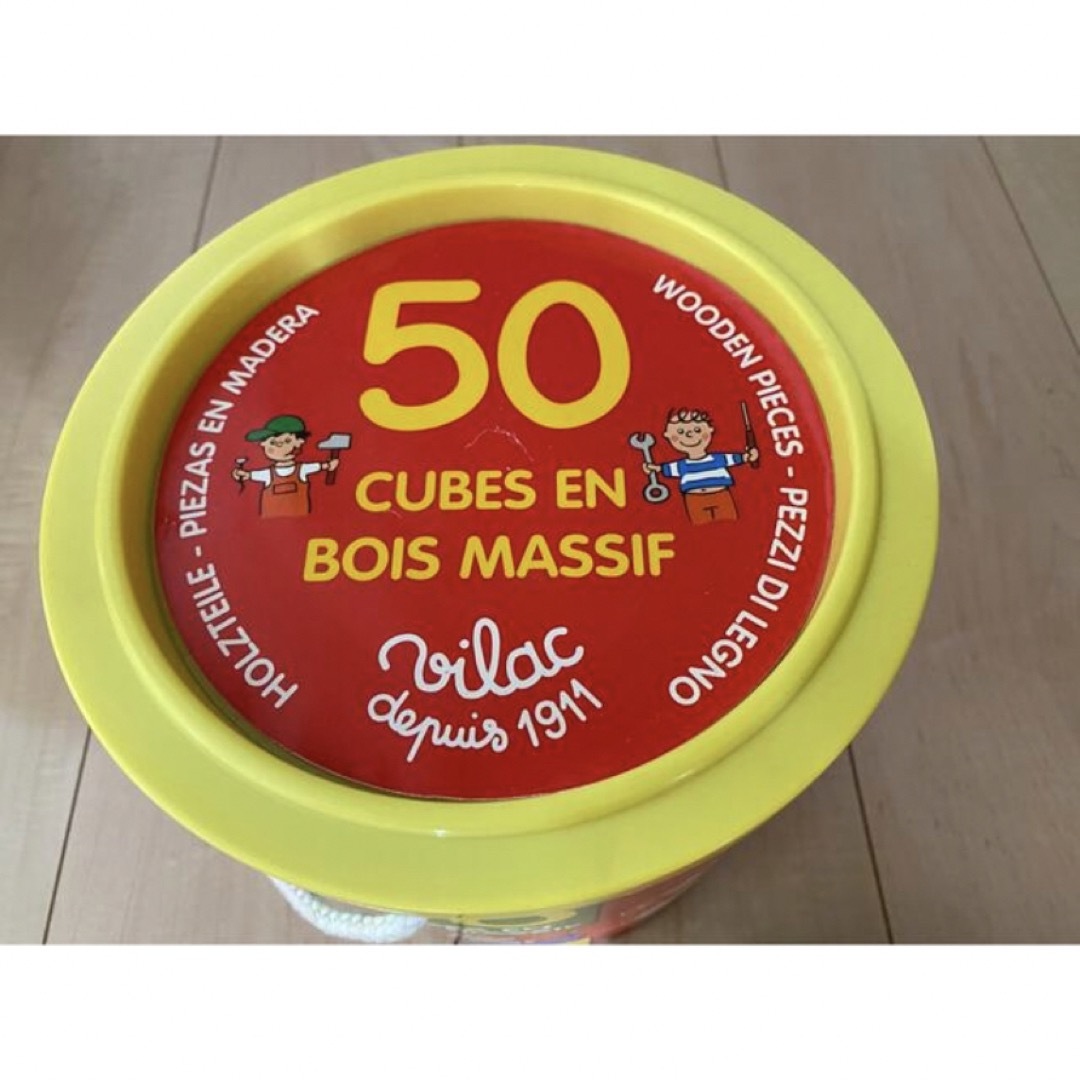 50
CUBES EN
BOIS MASSIF
vilac
depuis 1911
HOLZTEILE - PIEZAS EN MADERA
WOODEN PIECES - PEZZI DI LEGNO